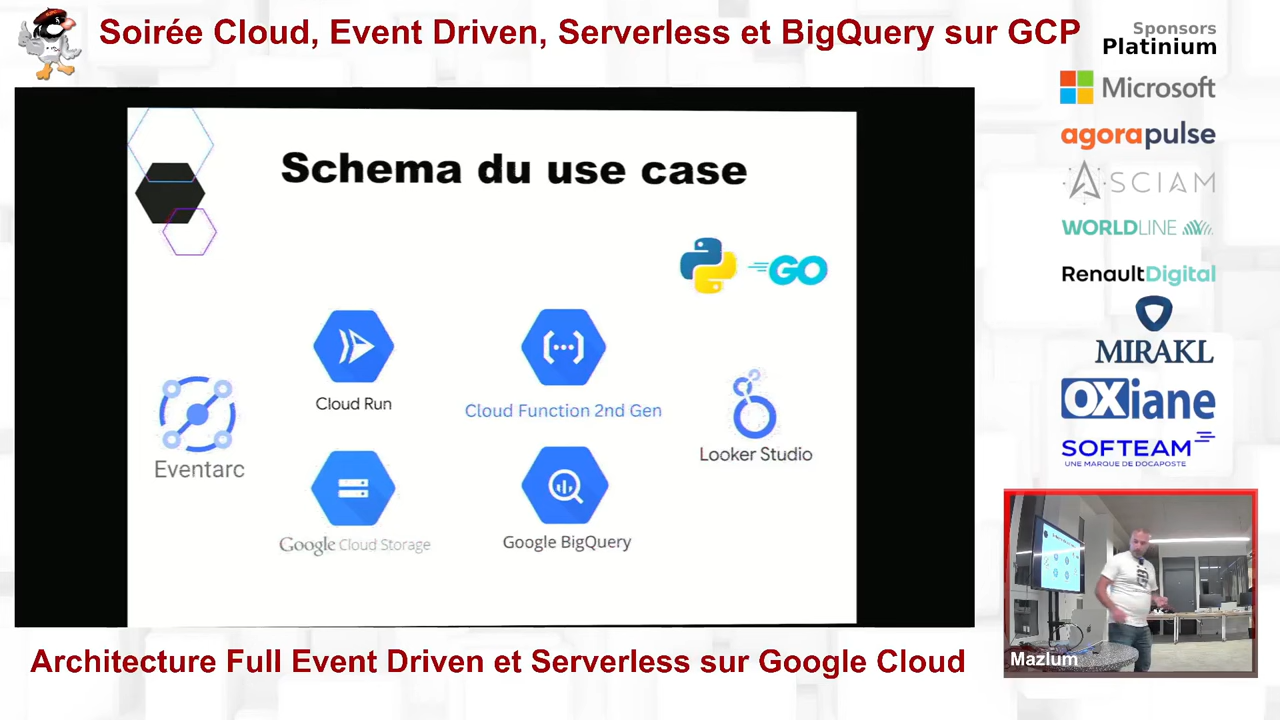 Soirée Cloud, Event Driven, Serverless et BigQuery sur GCP
Sponsors
Platinium
Microsoft
agorapulse
ASCIAM
WORLDLINE
RenaultDigital
MIRAKL
OXiane
SOFTEAM
UNE MARQUE DE DOCAPOSTE
Schema du use case
GO
Cloud Run
Cloud Function 2nd Gen
Eventarc
Looker Studio
Google Cloud Storage
Google BigQuery
Mazlum
Architecture Full Event Driven et Serverless sur Google Cloud